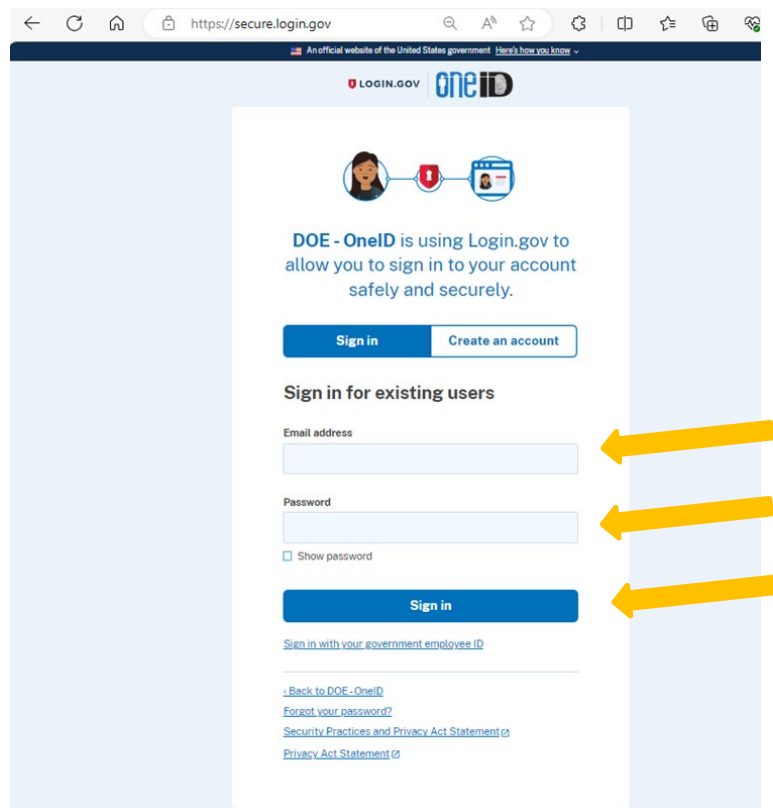 https://secure.login.gov
An official website of the United States government Here's how you know
LOGIN.GOV OneID
DOE - OneID is using Login.gov to
allow you to sign in to your account
safely and securely.
Sign in Create an account
Sign in for existing users
Email address
Password
Show password
Sign in
Sign in with your government employee ID
‹ Back to DOE - OneID
Forgot your password?
Security Practices and Privacy Act Statement
Privacy Act Statement